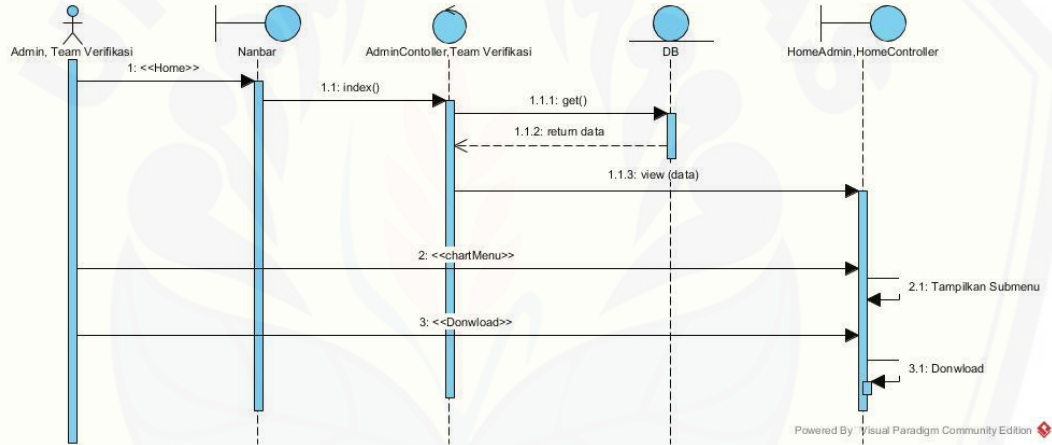 Admin, Team Verifikasi
Nanbar
AdminContoller,Team Verifikasi
DB
HomeAdmin,HomeController
1: <<Home>>
1.1: index()
1.1.1: get()
1.1.2: return data
1.1.3: view (data)
2: <<chartMenu>>
2.1: Tampilkan Submenu
3: <<Donwload>>
3.1: Donwload
Powered By Visual Paradigm Community Edition